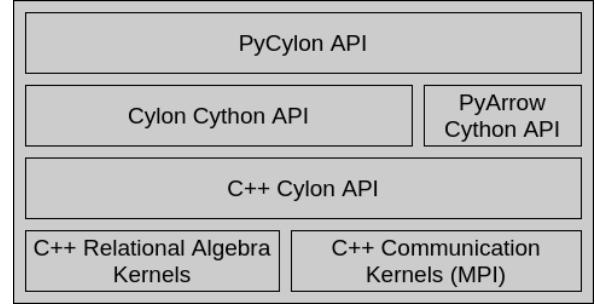 PyCylon API
Cylon Cython API
PyArrow
Cython API
C++ Cylon API
C++ Relational Algebra
Kernels
C++ Communication
Kernels (MPI)